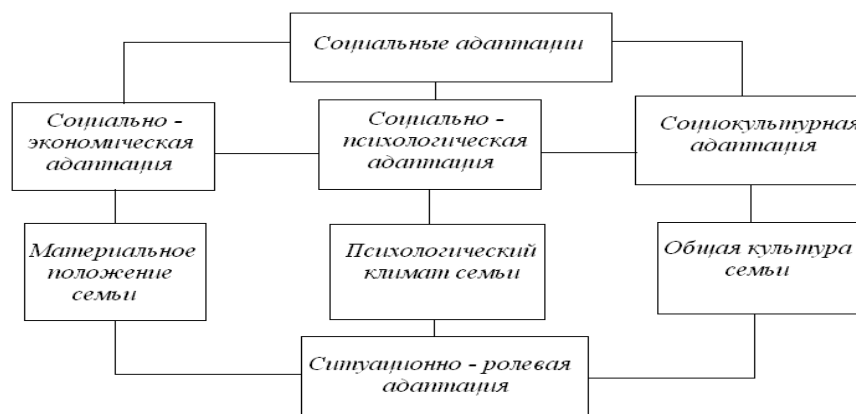 Социальные адаптации
Социально -
экономическая
адаптация
Социально -
психологическая
адаптация
Социокультурная
адаптация
Материальное
положение
семьи
Психологический
климат семьи
Общая культура
семьи
Ситуационно - ролевая
адаптация